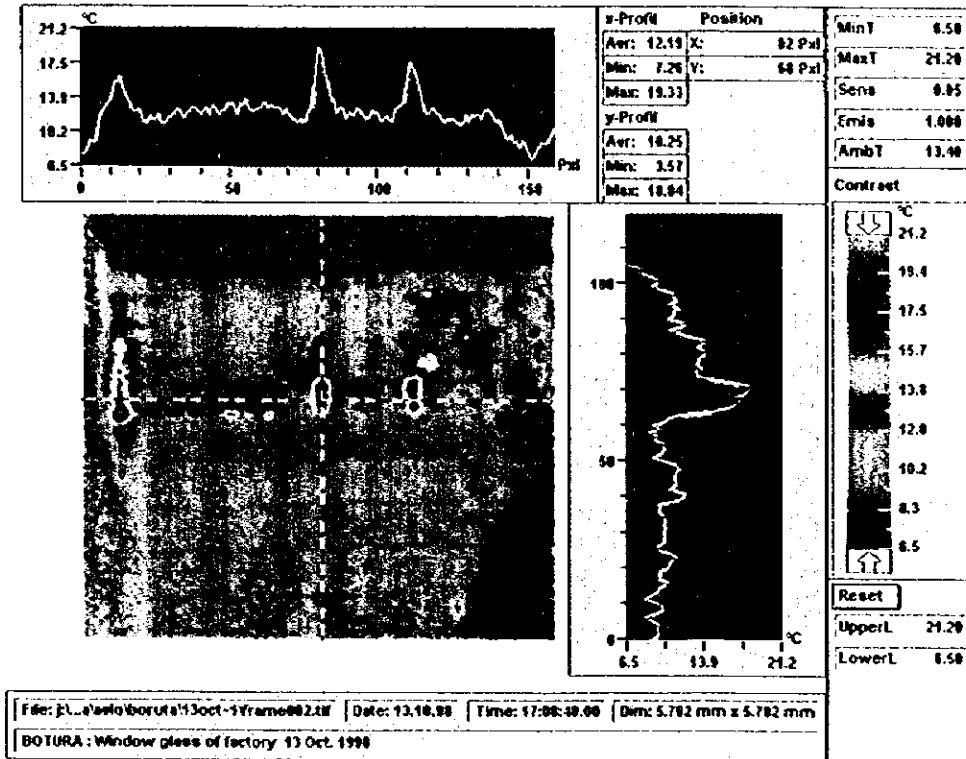 °C
21.2
17.5
13.8
10.2
6.5
0 50 100 150
Pxl
x-Profil Position
Aver: 12.19 X: 82 Pxl
Min: 7.26 Y: 68 Pxl
Max: 19.33
y-Profil
Aver: 10.25
Min: 3.57
Max: 18.84
MinT 6.50
MaxT 21.20
Sens 0.05
Emis 1.000
AmbT 13.40
Contrast
°C
21.2
19.4
17.5
15.7
13.8
12.0
10.2
8.3
6.5
Reset
UpperL 21.20
LowerL 6.50
100
50
0
°C
6.5 13.9 21.2
Date: 13.10.98 Time: 17:08:40.00 Dim: 5.782 mm x 5.782 mm
BOTURA : Window glass of factory 13 Oct. 1998